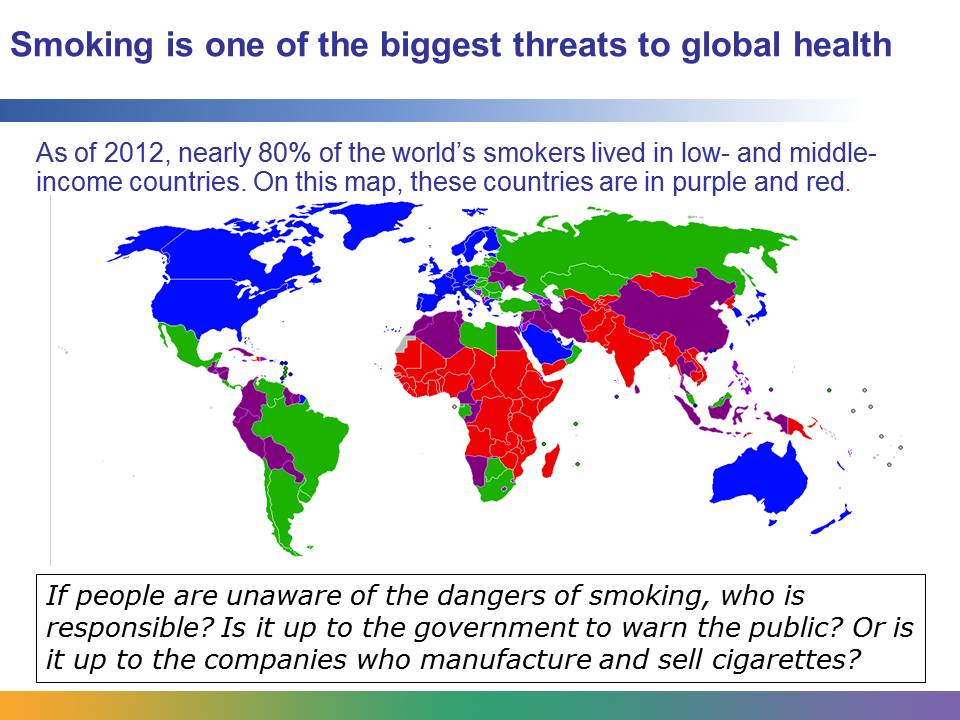 Smoking is one of the biggest threats to global health
As of 2012, nearly 80% of the world’s smokers lived in low- and middle-
income countries. On this map, these countries are in purple and red.
If people are unaware of the dangers of smoking, who is
responsible? Is it up to the government to warn the public? Or is
it up to the companies who manufacture and sell cigarettes?